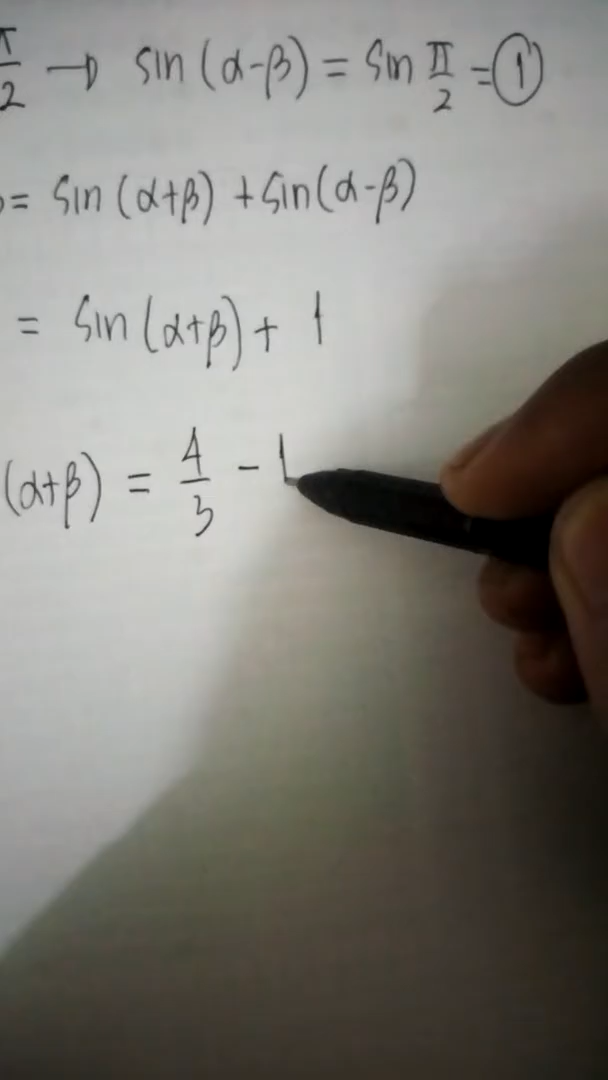 π/2 → sin (α-β) = sin π/2 = 1
= sin (α+β) + sin(α-β)
= sin (α+β) + 1
(α+β) = 4/3 - 1